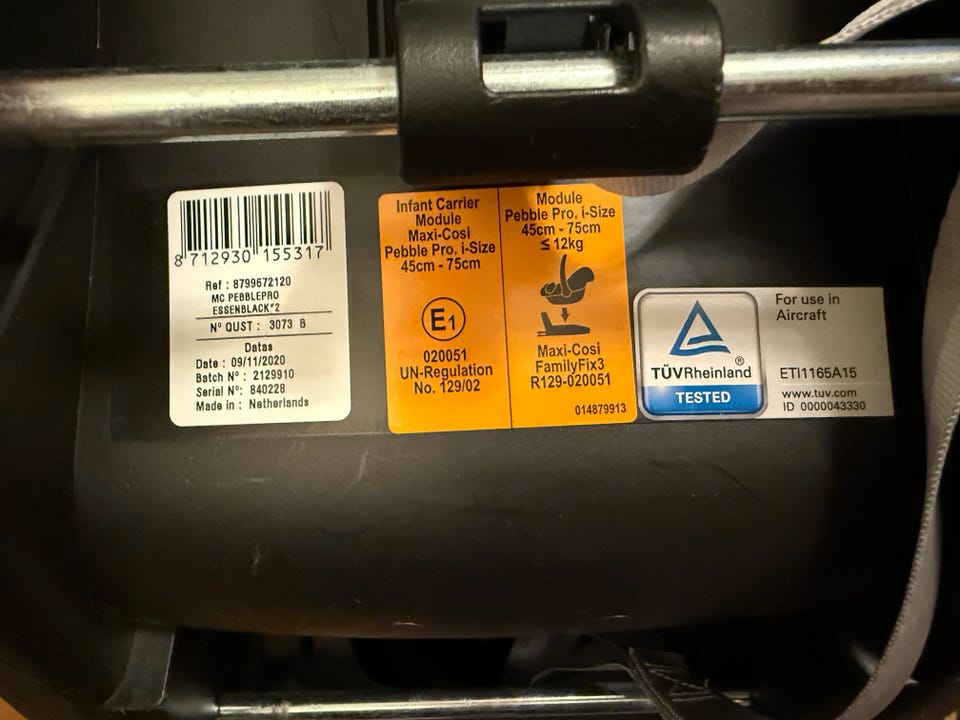 8 712930 155317
Ref : 8799672120
MC PEBBLEPRO
ESSENBLACK*2
Nº QUST : 3073 B
Datas
Date : 09/11/2020
Batch Nº : 2129910
Serial Nº: 840228
Made in : Netherlands
Infant Carrier
Module
Maxi-Cosi
Pebble Pro. i-Size
45cm - 75cm
E1
020051
UN-Regulation
No. 129/02
Module
Pebble Pro. i-Size
45cm - 75cm
≤ 12kg
Maxi-Cosi
FamilyFix3
R129-020051
014879913
TÜVRheinland®
TESTED
For use in
Aircraft
ETI1165A15
www.tuv.com
ID 0000043330